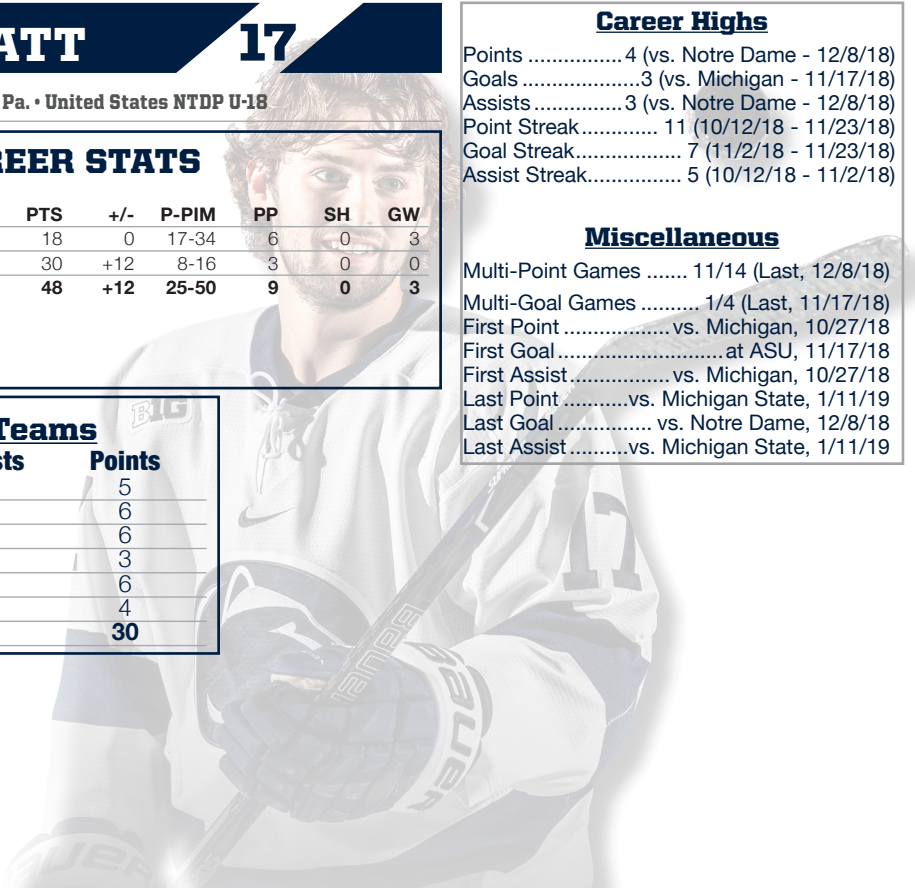 ATT 17
Pa. • United States NTDP U-18
REER STATS
PTS +/- P-PIM PP SH GW
18 0 17-34 6 0 3
30 +12 8-16 3 0 0
48 +12 25-50 9 0 3
Teams
sts Points
5
6
6
3
6
4
30
Career Highs
Points ................4 (vs. Notre Dame - 12/8/18)
Goals ....................3 (vs. Michigan - 11/17/18)
Assists ...............3 (vs. Notre Dame - 12/8/18)
Point Streak............. 11 (10/12/18 - 11/23/18)
Goal Streak.................. 7 (11/2/18 - 11/23/18)
Assist Streak................ 5 (10/12/18 - 11/2/18)
Miscellaneous
Multi-Point Games ....... 11/14 (Last, 12/8/18)
Multi-Goal Games .......... 1/4 (Last, 11/17/18)
First Point ..................vs. Michigan, 10/27/18
First Goal............................at ASU, 11/17/18
First Assist..................vs. Michigan, 10/27/18
Last Point ...........vs. Michigan State, 1/11/19
Last Goal ................ vs. Notre Dame, 12/8/18
Last Assist..........vs. Michigan State, 1/11/19
B1G
17
BAUER
BAUER
BAUER